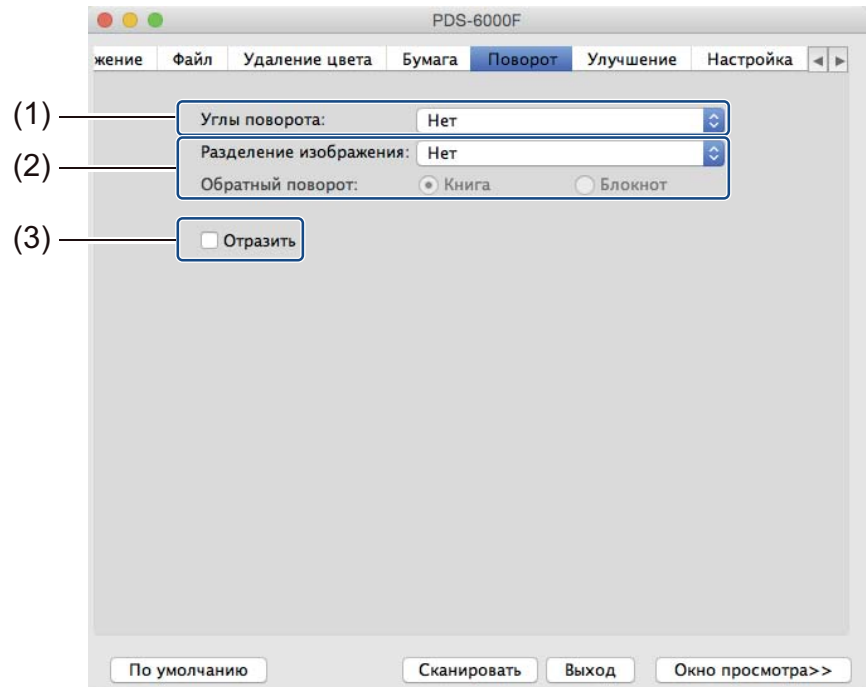 PDS-6000F
жение Файл Удаление цвета Бумага Поворот Улучшение Настройка
(1) Углы поворота: Нет
(2) Разделение изображения: Нет
Обратный поворот: Книга Блокнот
(3) Отразить
По умолчанию Сканировать Выход Окно просмотра>>